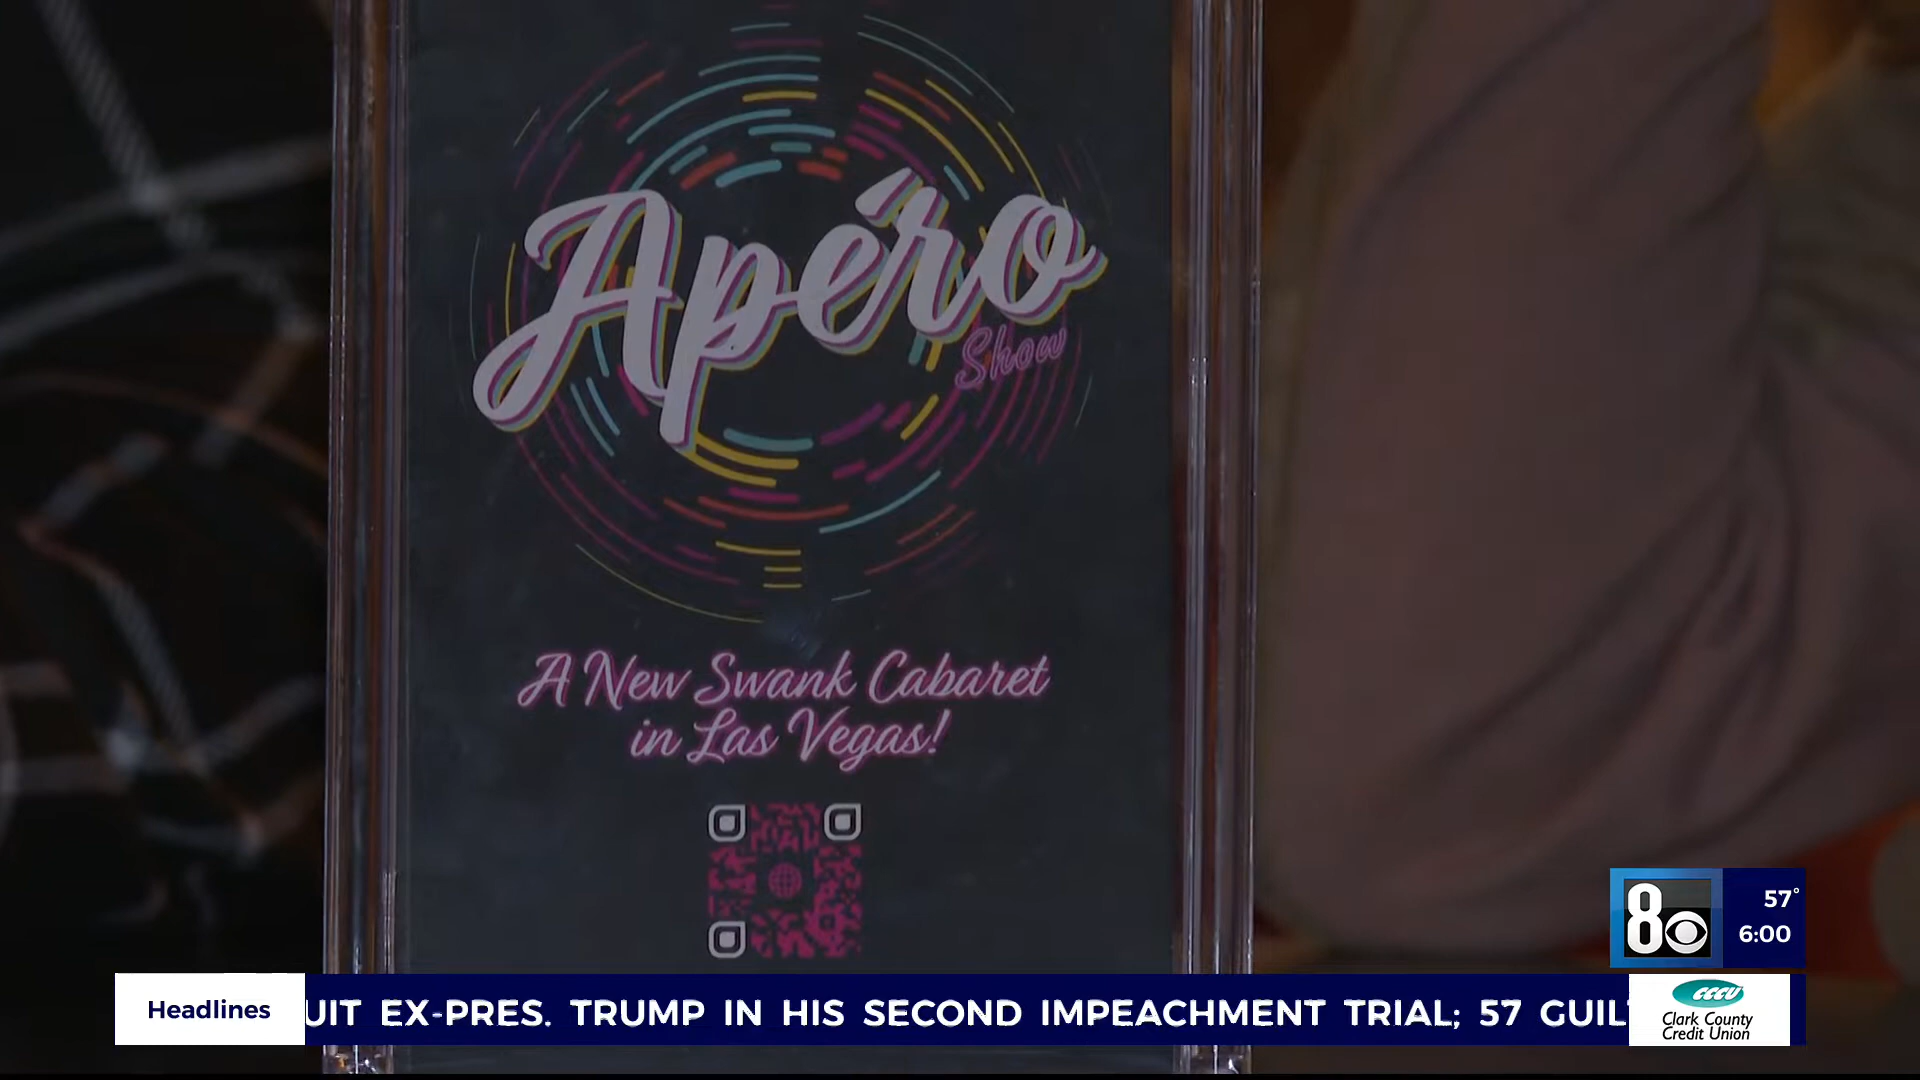 Apéro
Show
A New Swank Cabaret
in Las Vegas!
8
57°
6:00
Headlines
UIT EX-PRES. TRUMP IN HIS SECOND IMPEACHMENT TRIAL; 57 GUIL
CCCU
Clark County
Credit Union